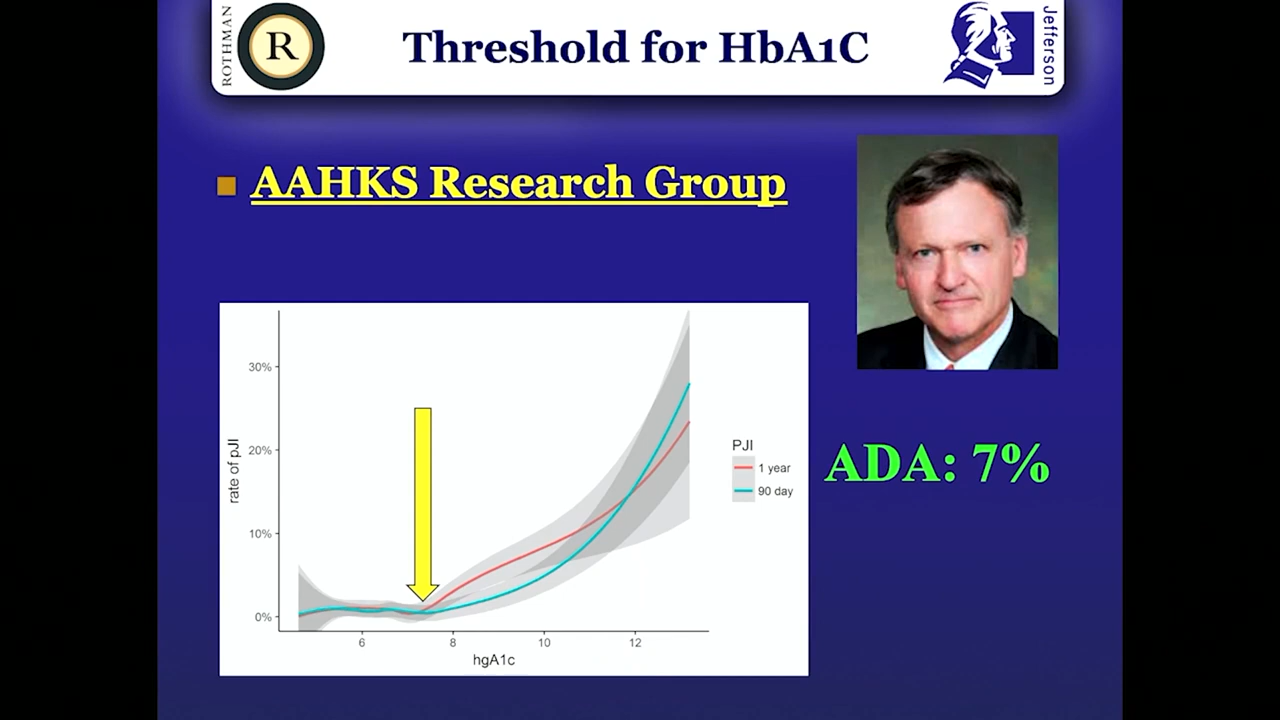 ROTHMAN
R
Threshold for HbA1C
Jefferson
AAHKS Research Group
30%
20%
10%
0%
rate of pJI
6
8
10
12
hgA1c
PJI
1 year
90 day
ADA: 7%